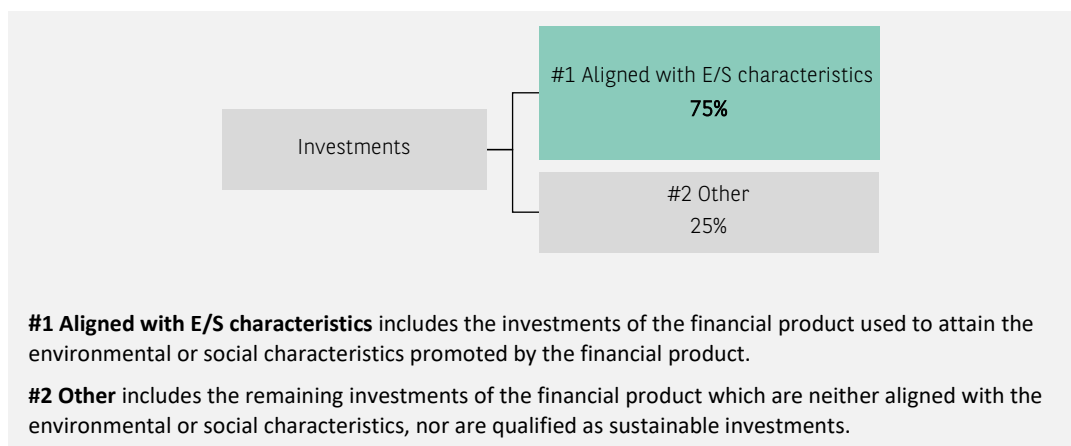 #1 Aligned with E/S characteristics
75%
Investments
#2 Other
25%
#1 Aligned with E/S characteristics includes the investments of the financial product used to attain the
environmental or social characteristics promoted by the financial product.
#2 Other includes the remaining investments of the financial product which are neither aligned with the
environmental or social characteristics, nor are qualified as sustainable investments.